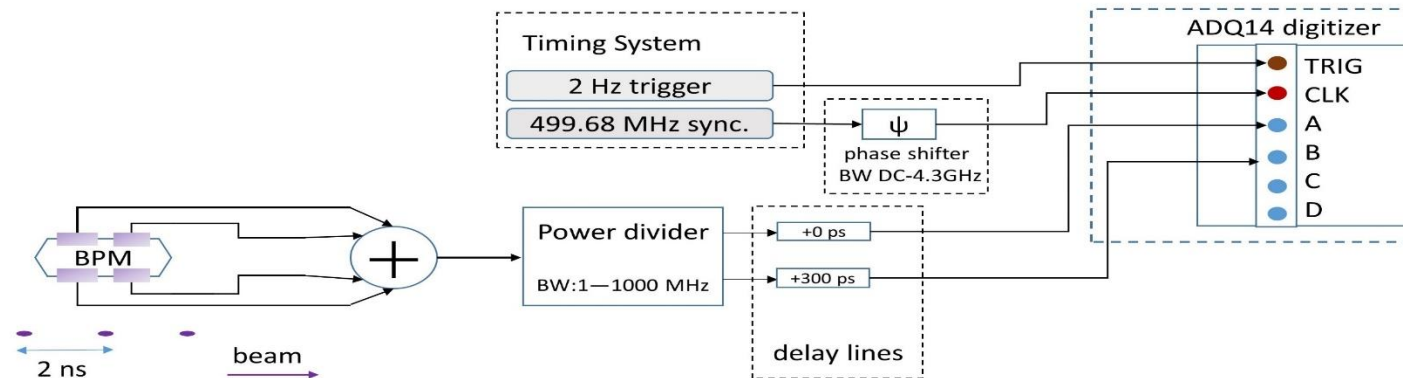 Timing System
2 Hz trigger
499.68 MHz sync.
ψ
phase shifter
BW DC-4.3GHz
ADQ14 digitizer
TRIG
CLK
A
B
C
D
BPM
+
Power divider
BW:1—1000 MHz
+0 ps
+300 ps
delay lines
2 ns
beam